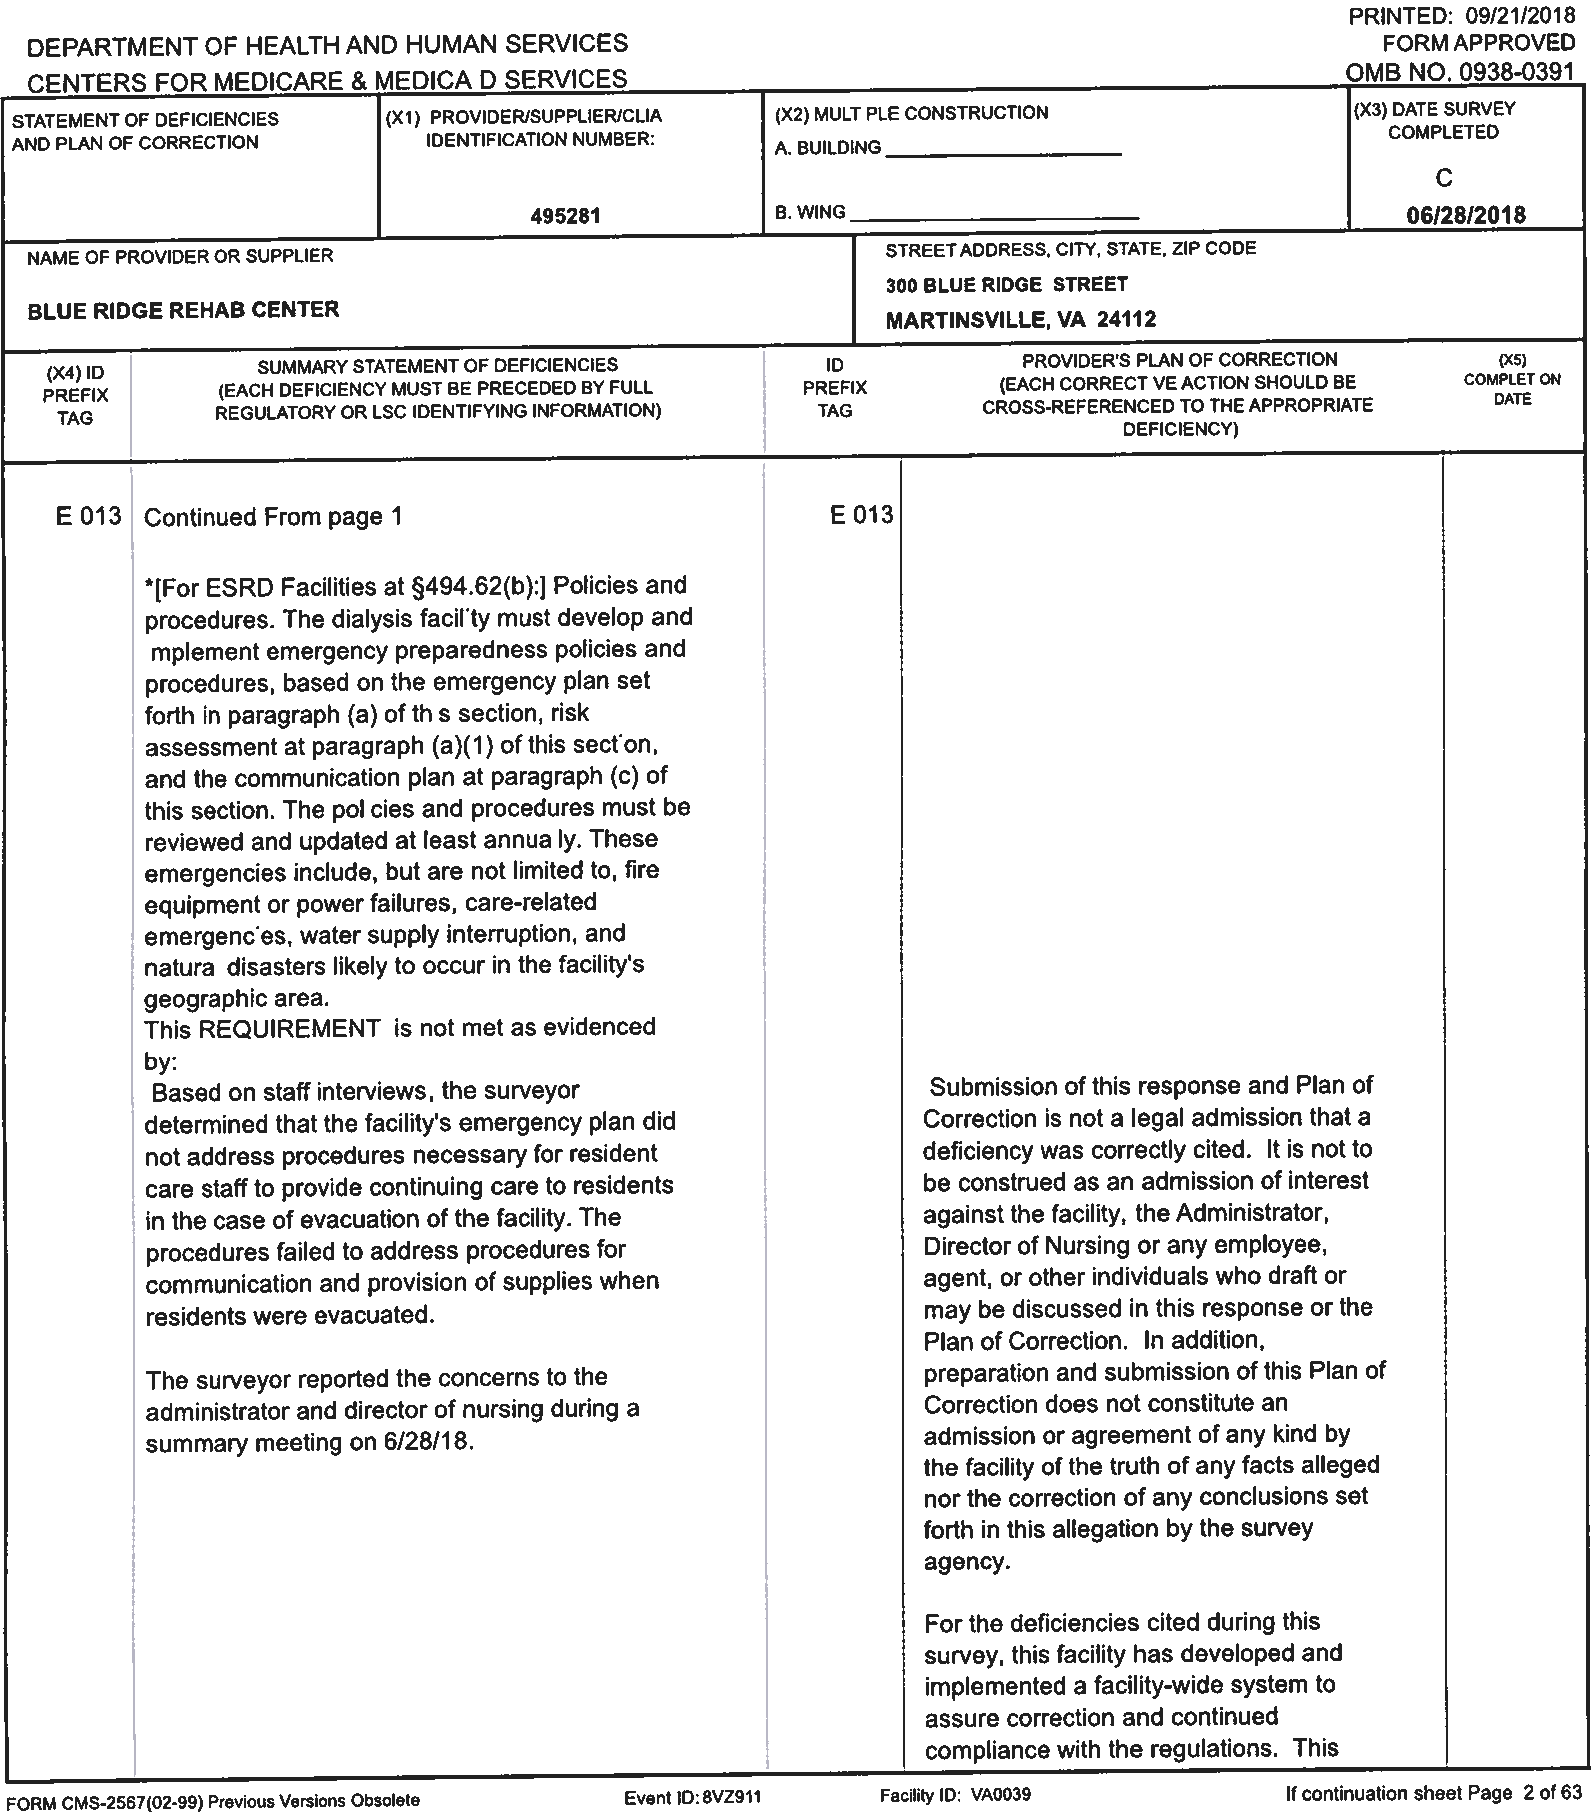 PRINTED: 09/21/2018
DEPARTMENT OF HEALTH AND HUMAN SERVICES
FORM APPROVED
CENTERS FOR MEDICARE & MEDICA D SERVICES
OMB NO. 0938-0391
STATEMENT OF DEFICIENCIES
AND PLAN OF CORRECTION
(X1) PROVIDER/SUPPLIER/CLIA
IDENTIFICATION NUMBER:
495281
(X2) MULT PLE CONSTRUCTION
A. BUILDING
B. WING
(X3) DATE SURVEY
COMPLETED
C
06/28/2018
NAME OF PROVIDER OR SUPPLIER
BLUE RIDGE REHAB CENTER
STREET ADDRESS, CITY, STATE, ZIP CODE
300 BLUE RIDGE STREET
MARTINSVILLE, VA 24112
(X4) ID
PREFIX
TAG
SUMMARY STATEMENT OF DEFICIENCIES
(EACH DEFICIENCY MUST BE PRECEDED BY FULL
REGULATORY OR LSC IDENTIFYING INFORMATION)
ID
PREFIX
TAG
PROVIDER'S PLAN OF CORRECTION
(EACH CORRECT VE ACTION SHOULD BE
CROSS-REFERENCED TO THE APPROPRIATE
DEFICIENCY)
(X5)
COMPLET ON
DATE
E 013
Continued From page 1
*[For ESRD Facilities at §494.62(b):] Policies and
procedures. The dialysis facil'ty must develop and
mplement emergency preparedness policies and
procedures, based on the emergency plan set
forth in paragraph (a) of th s section, risk
assessment at paragraph (a)(1) of this sect'on,
and the communication plan at paragraph (c) of
this section. The pol cies and procedures must be
reviewed and updated at least annua ly. These
emergencies include, but are not limited to, fire
equipment or power failures, care-related
emergenc'es, water supply interruption, and
natura disasters likely to occur in the facility's
geographic area.
This REQUIREMENT is not met as evidenced
by:
Based on staff interviews, the surveyor
determined that the facility's emergency plan did
not address procedures necessary for resident
care staff to provide continuing care to residents
in the case of evacuation of the facility. The
procedures failed to address procedures for
communication and provision of supplies when
residents were evacuated.
The surveyor reported the concerns to the
administrator and director of nursing during a
summary meeting on 6/28/18.
E 013
Submission of this response and Plan of
Correction is not a legal admission that a
deficiency was correctly cited. It is not to
be construed as an admission of interest
against the facility, the Administrator,
Director of Nursing or any employee,
agent, or other individuals who draft or
may be discussed in this response or the
Plan of Correction. In addition,
preparation and submission of this Plan of
Correction does not constitute an
admission or agreement of any kind by
the facility of the truth of any facts alleged
nor the correction of any conclusions set
forth in this allegation by the survey
agency.
For the deficiencies cited during this
survey, this facility has developed and
implemented a facility-wide system to
assure correction and continued
compliance with the regulations. This
FORM CMS-2567(02-99) Previous Versions Obsolete
Event ID:8VZ911
Facility ID: VA0039
If continuation sheet Page 2 of 63